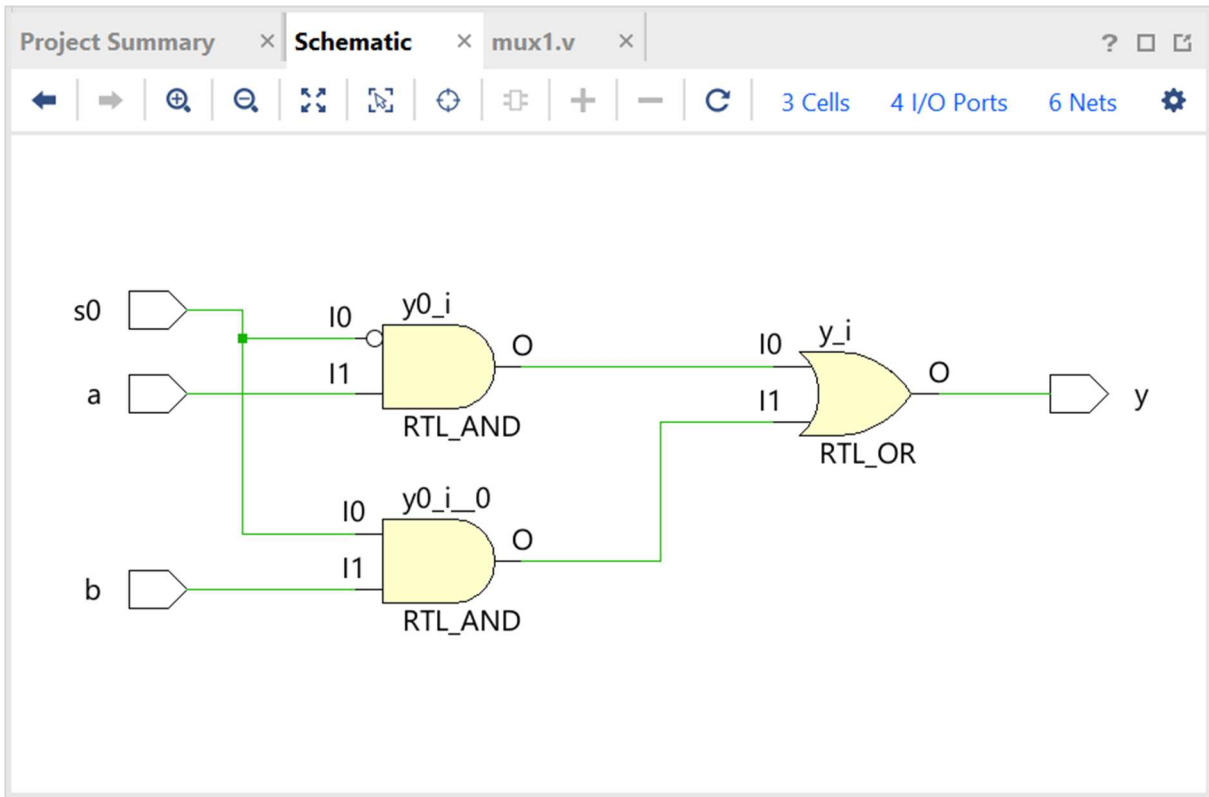 Project Summary × Schematic × mux1.v ×
?
3 Cells 4 I/O Ports 6 Nets
s0
I0
y0_i
O
I1
a
RTL_AND
I0
y_i
O
I1
y
RTL_OR
I0
y0_i__0
O
I1
b
RTL_AND